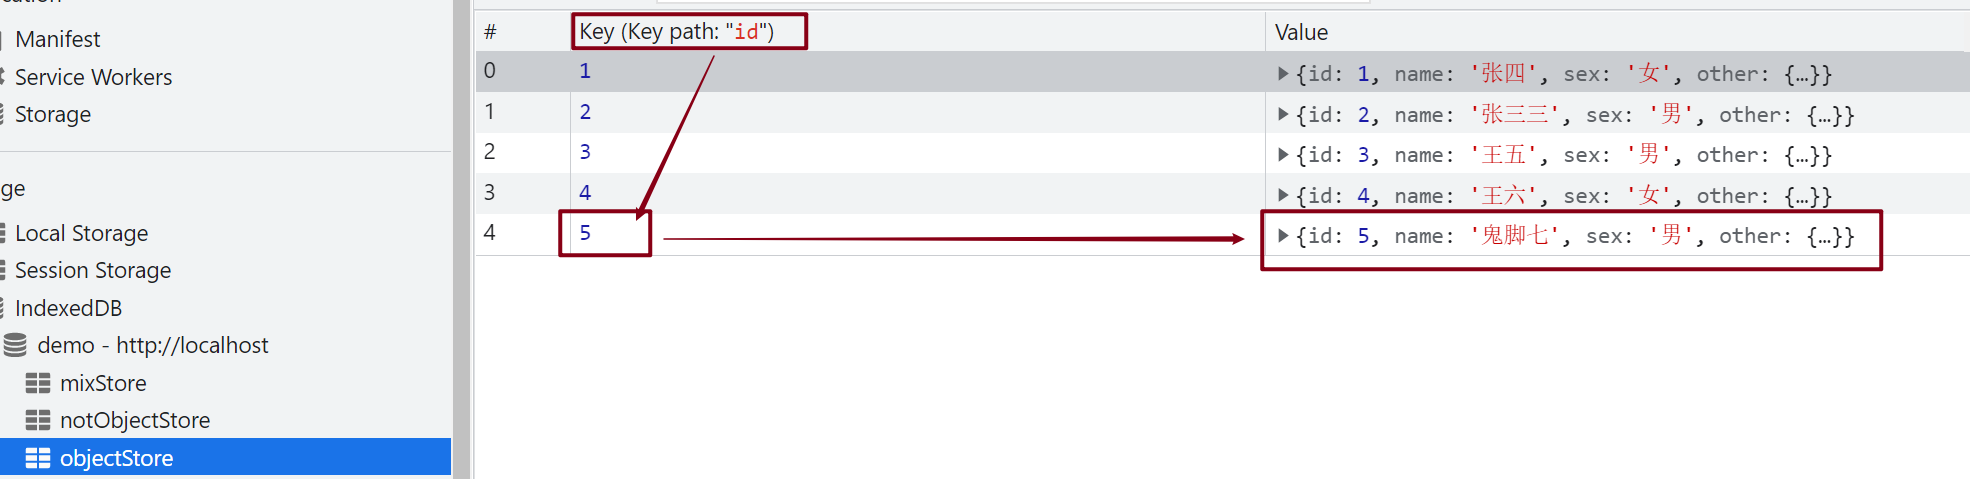 Manifest
Service Workers
Storage
ge
Local Storage
Session Storage
IndexedDB
demo - http://localhost
mixStore
notObjectStore
objectStore
# Key (Key path: "id") Value
0 1 ▶{id: 1, name: '张四', sex: '女', other: {…}}
1 2 ▶{id: 2, name: '张三三', sex: '男', other: {…}}
2 3 ▶{id: 3, name: '王五', sex: '男', other: {…}}
3 4 ▶{id: 4, name: '王六', sex: '女', other: {…}}
4 5 ▶{id: 5, name: '鬼脚七', sex: '男', other: {…}}